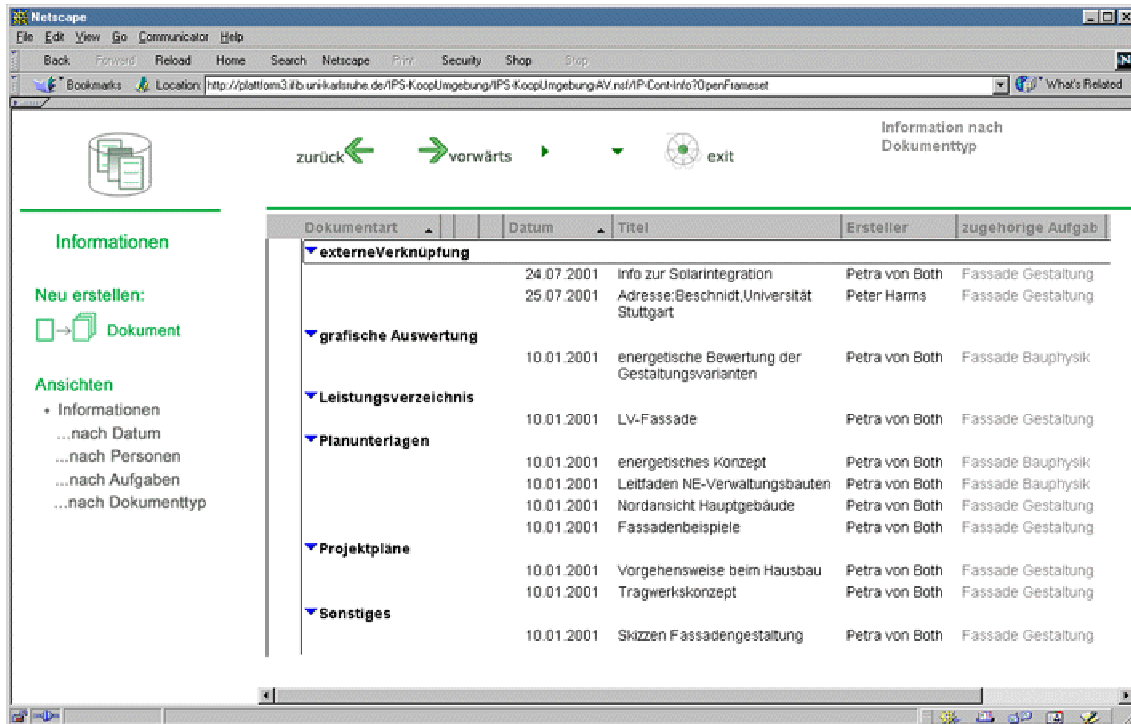 Netscape
File Edit View Go Communicator Help
Back Forward Reload Home Search Netscape Print Security Shop Stop
Bookmarks Location: http://plattform3.ifib.uni-karlsruhe.de/IPS-KoopUmgebung/IPS-KoopUmgebung-AV.nsf/IP-Cont-Info?OpenFrameset What's Related
zurück vorwärts exit
Information nach
Dokumenttyp
Informationen
Neu erstellen:
Dokument
Ansichten
Informationen
...nach Datum
...nach Personen
...nach Aufgaben
...nach Dokumenttyp
Dokumentart Datum Titel Ersteller zugehörige Aufgab
externeVerknüpfung
24.07.2001 Info zur Solarintegration Petra von Both Fassade Gestaltung
25.07.2001 Adresse:Beschnidt,Universität Peter Harms Fassade Gestaltung
Stuttgart
grafische Auswertung
10.01.2001 energetische Bewertung der Petra von Both Fassade Bauphysik
Gestaltungsvarianten
Leistungsverzeichnis
10.01.2001 LV-Fassade Petra von Both Fassade Gestaltung
Planunterlagen
10.01.2001 energetisches Konzept Petra von Both Fassade Bauphysik
10.01.2001 Leitfaden NE-Verwaltungsbauten Petra von Both Fassade Bauphysik
10.01.2001 Nordansicht Hauptgebäude Petra von Both Fassade Gestaltung
10.01.2001 Fassadenbeispiele Petra von Both Fassade Gestaltung
Projektpläne
10.01.2001 Vorgehensweise beim Hausbau Petra von Both Fassade Gestaltung
10.01.2001 Tragwerkskonzept Petra von Both Fassade Gestaltung
Sonstiges
10.01.2001 Skizzen Fassadengestaltung Petra von Both Fassade Gestaltung